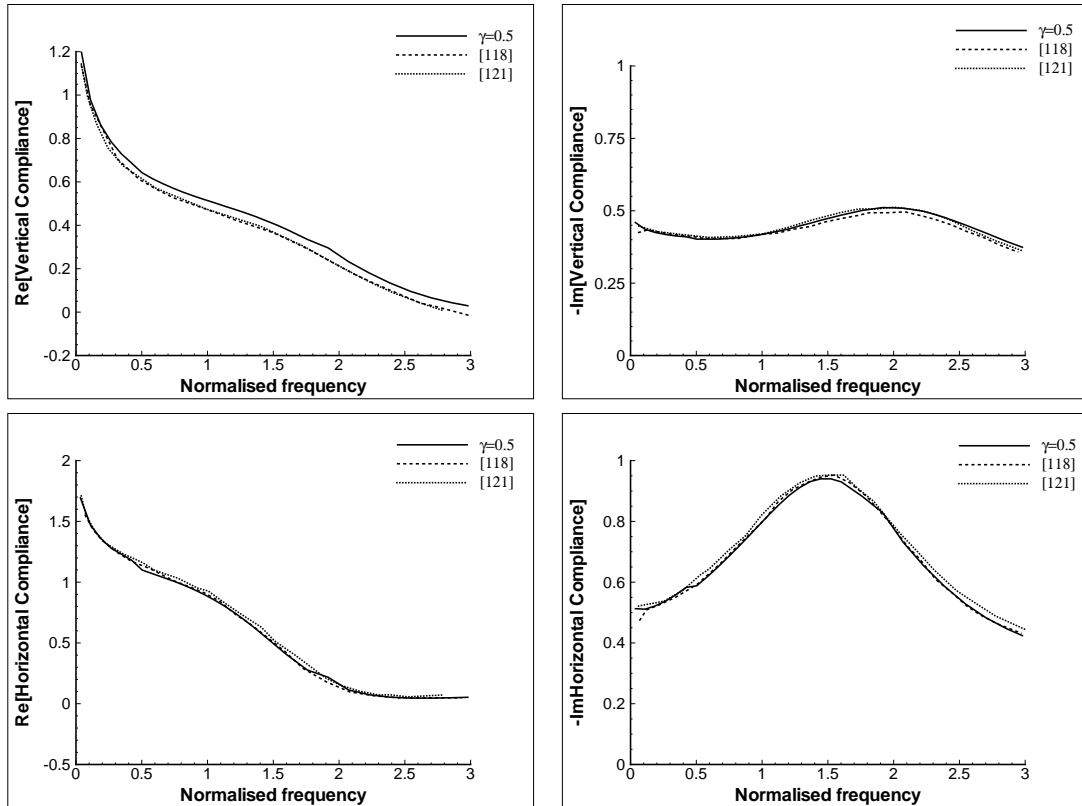 γ=0.5
[118]
[121]
1.2
1
0.8
0.6
0.4
0.2
0
-0.2
Re[Vertical Compliance]
0 0.5 1 1.5 2 2.5 3
Normalised frequency
γ=0.5
[118]
[121]
1
0.75
0.5
0.25
0
-Im[Vertical Compliance]
0 0.5 1 1.5 2 2.5 3
Normalised frequency
γ=0.5
[118]
[121]
2
1.5
1
0.5
0
-0.5
Re[Horizontal Compliance]
0 0.5 1 1.5 2 2.5 3
Normalised frequency
γ=0.5
[118]
[121]
1
0.8
0.6
0.4
0.2
0
-ImHorizontal Compliance]
0 0.5 1 1.5 2 2.5 3
Normalised frequency